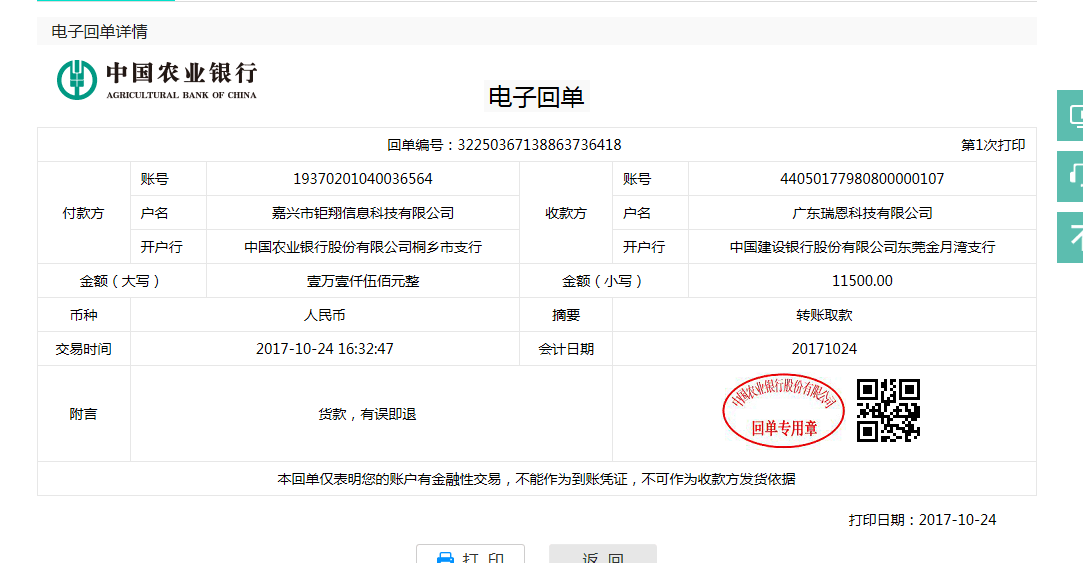 电子回单详情
中国农业银行
AGRICULTURAL BANK OF CHINA
电子回单
回单编号：32250367138863736418 第1次打印
付款方 账号 19370201040036564 收款方 账号 44050177980800000107
户名 嘉兴市钜翔信息科技有限公司 户名 广东瑞恩科技有限公司
开户行 中国农业银行股份有限公司桐乡市支行 开户行 中国建设银行股份有限公司东莞金月湾支行
金额（大写） 壹万壹仟伍佰元整 金额（小写） 11500.00
币种 人民币 摘要 转账取款
交易时间 2017-10-24 16:32:47 会计日期 20171024
附言 货款，有误即退
中国农业银行股份有限公司
回单专用章
本回单仅表明您的账户有金融性交易，不能作为到账凭证，不可作为收款方发货依据
打印日期：2017-10-24
打 印 返 回